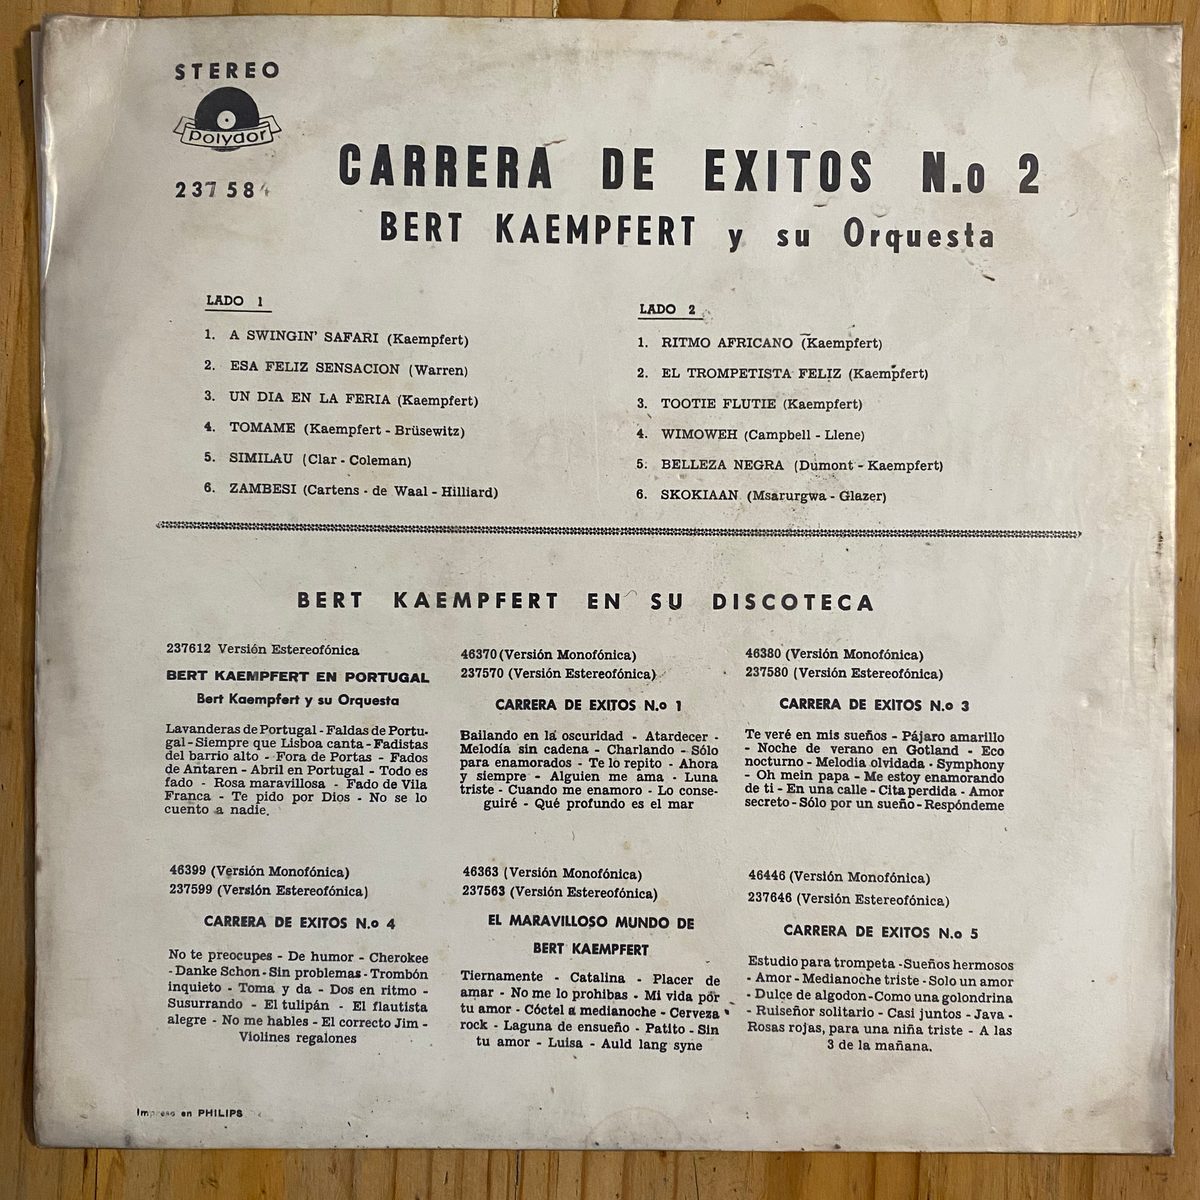 STEREO
Polydor
237 584
CARRERA DE EXITOS N.o 2
BERT KAEMPFERT y su Orquesta
LADO 1
1. A SWINGIN' SAFARI (Kaempfert)
2. ESA FELIZ SENSACION (Warren)
3. UN DIA EN LA FERIA (Kaempfert)
4. TOMAME (Kaempfert - Brüsewitz)
5. SIMILAU (Clar - Coleman)
6. ZAMBESI (Cartens - de Waal - Hilliard)
LADO 2
1. RITMO AFRICANO (Kaempfert)
2. EL TROMPETISTA FELIZ (Kaempfert)
3. TOOTIE FLUTIE (Kaempfert)
4. WIMOWEH (Campbell - Llene)
5. BELLEZA NEGRA (Dumont - Kaempfert)
6. SKOKIAAN (Msarurgwa - Glazer)
BERT KAEMPFERT EN SU DISCOTECA
237612 Versión Estereofónica
BERT KAEMPFERT EN PORTUGAL
Bert Kaempfert y su Orquesta
Lavanderas de Portugal - Faldas de Portu-
gal - Siempre que Lisboa canta - Fadistas
del barrio alto - Fora de Portas - Fados
de Antaren - Abril en Portugal - Todo es
fado - Rosa maravillosa - Fado de Vila
Franca - Te pido por Dios - No se lo
cuento a nadie.
46370 (Versión Monofónica)
237570 (Versión Estereofónica)
CARRERA DE EXITOS N.o 1
Bailando en la oscuridad - Atardecer -
Melodía sin cadena - Charlando - Sólo
para enamorados - Te lo repito - Ahora
y siempre - Alguien me ama - Luna
triste - Cuando me enamoro - Lo conse-
guiré - Qué profundo es el mar
46380 (Versión Monofónica)
237580 (Versión Estereofónica)
CARRERA DE EXITOS N.o 3
Te veré en mis sueños - Pájaro amarillo
- Noche de verano en Gotland - Eco
nocturno - Melodía olvidada - Symphony
- Oh mein papa - Me estoy enamorando
de ti - En una calle - Cita perdida - Amor
secreto - Sólo por un sueño - Respóndeme
46399 (Versión Monofónica)
237599 (Versión Estereofónica)
CARRERA DE EXITOS N.o 4
No te preocupes - De humor - Cherokee
- Danke Schon - Sin problemas - Trombón
inquieto - Toma y da - Dos en ritmo -
Susurrando - El tulipán - El flautista
alegre - No me hables - El correcto Jim -
Violines regalones
46363 (Versión Monofónica)
237563 (Versión Estereofónica)
EL MARAVILLOSO MUNDO DE
BERT KAEMPFERT
Tiernamente - Catalina - Placer de
amar - No me lo prohibas - Mi vida por
tu amor - Cóctel a medianoche - Cerveza
rock - Laguna de ensueño - Patito - Sin
tu amor - Luisa - Auld lang syne
46446 (Versión Monofónica)
237646 (Versión Estereofónica)
CARRERA DE EXITOS N.o 5
Estudio para trompeta - Sueños hermosos
- Amor - Medianoche triste - Solo un amor
- Dulce de algodon - Como una golondrina
- Ruiseñor solitario - Casi juntos - Java -
Rosas rojas, para una niña triste - A las
3 de la mañana.
Impreso en PHILIPS